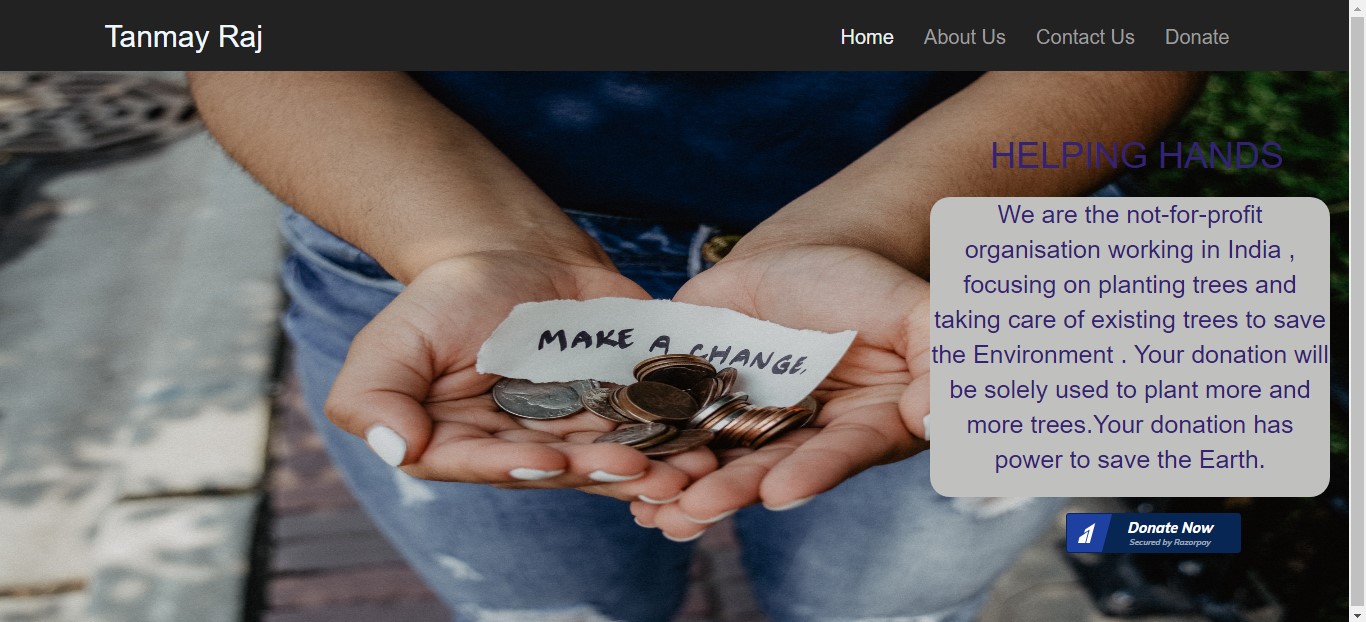 Tanmay Raj
Home About Us Contact Us Donate
HELPING HANDS
We are the not-for-profit
organisation working in India ,
focusing on planting trees and
taking care of existing trees to save
the Environment . Your donation will
be solely used to plant more and
more trees.Your donation has
power to save the Earth.
MAKE A CHANGE.
Donate Now
Secured by Razorpay